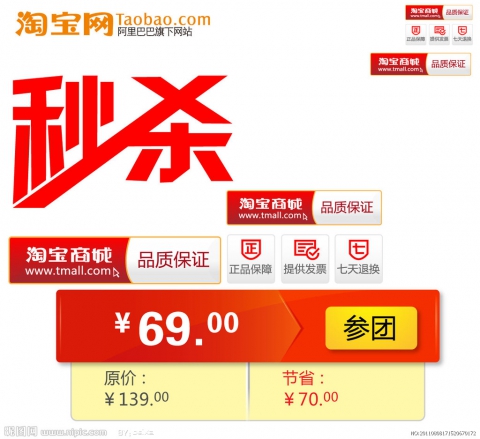 淘宝网
Taobao.com
阿里巴巴旗下网站
淘宝商城
www.tmall.com
品质保证
正品保障
提供发票
七天退换
淘宝商城
www.tmall.com
品质保证
秒杀
淘宝商城
www.tmall.com
品质保证
淘宝商城
www.tmall.com
品质保证
正
7
正品保障
提供发票
七天退换
¥69.00
参团
原价：
节省：
¥139.00
¥70.00
昵图网 www.nipic.com